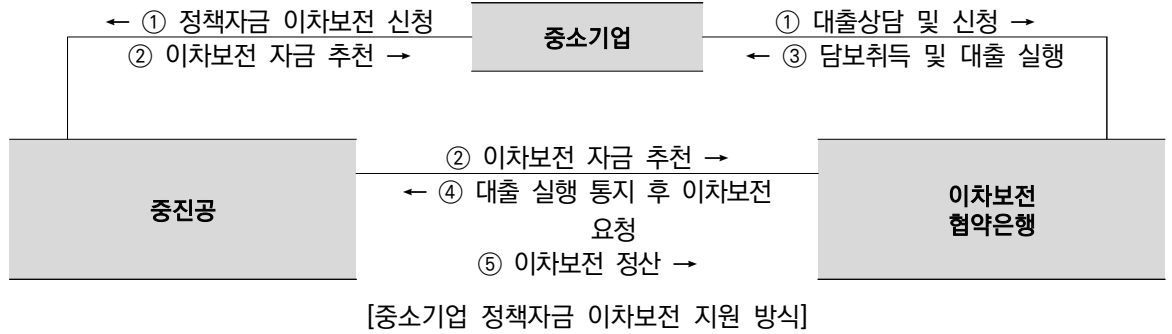 ← ① 정책자금 이차보전 신청
② 이차보전 자금 추천 →
중소기업
① 대출상담 및 신청 →
← ③ 담보취득 및 대출 실행
중진공
② 이차보전 자금 추천 →
← ④ 대출 실행 통지 후 이차보전
요청
⑤ 이차보전 정산 →
이차보전
협약은행
[중소기업 정책자금 이차보전 지원 방식]